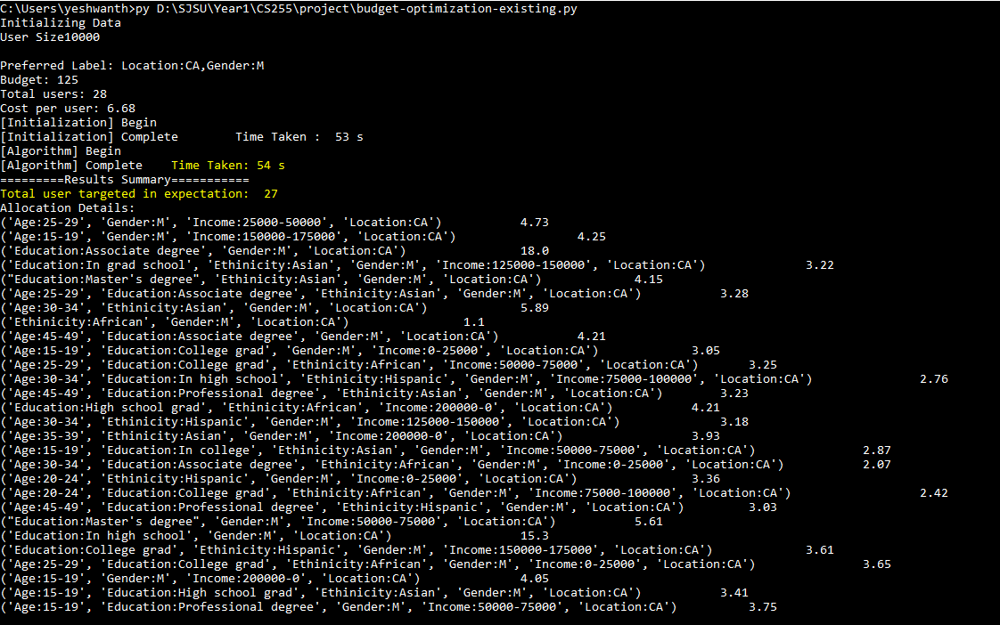 C:\Users\yeshwanth>py D:\SJSU\Year1\CS255\project\budget-optimization-existing.py
Initializing Data
User Size10000
Preferred Label: Location:CA,Gender:M
Budget: 125
Total users: 28
Cost per user: 6.68
[Initialization] Begin
[Initialization] Complete        Time Taken :  53 s
[Algorithm] Begin
[Algorithm] Complete    Time Taken: 54 s
=========Results Summary===========
Total user targeted in expectation:  27
Allocation Details:
('Age:25-29', 'Gender:M', 'Income:25000-50000', 'Location:CA')           4.73
('Age:15-19', 'Gender:M', 'Income:150000-175000', 'Location:CA')                 4.25
('Education:Associate degree', 'Gender:M', 'Location:CA')                18.0
('Education:In grad school', 'Ethinicity:Asian', 'Gender:M', 'Income:125000-150000', 'Location:CA')              3.22
("Education:Master's degree", 'Ethinicity:Asian', 'Gender:M', 'Location:CA')             4.15
('Age:25-29', 'Education:Associate degree', 'Ethinicity:Asian', 'Gender:M', 'Location:CA')           3.28
('Age:30-34', 'Ethinicity:Asian', 'Gender:M', 'Location:CA')             5.89
('Ethinicity:African', 'Gender:M', 'Location:CA')                1.1
('Age:45-49', 'Education:Associate degree', 'Gender:M', 'Location:CA')           4.21
('Age:15-19', 'Education:College grad', 'Gender:M', 'Income:0-25000', 'Location:CA')             3.05
('Age:25-29', 'Education:College grad', 'Ethinicity:African', 'Income:50000-75000', 'Location:CA')       3.25
('Age:30-34', 'Education:In high school', 'Ethinicity:Hispanic', 'Gender:M', 'Income:75000-100000', 'Location:CA')               2.76
('Age:45-49', 'Education:Professional degree', 'Ethinicity:Asian', 'Gender:M', 'Location:CA')        3.23
('Education:High school grad', 'Ethinicity:African', 'Income:200000-0', 'Location:CA')           4.21
('Age:30-34', 'Ethinicity:Hispanic', 'Gender:M', 'Income:125000-150000', 'Location:CA')              3.18
('Age:35-39', 'Ethinicity:Asian', 'Gender:M', 'Income:200000-0', 'Location:CA')                  3.93
('Age:15-19', 'Education:In college', 'Ethinicity:Asian', 'Gender:M', 'Income:50000-75000', 'Location:CA')               2.87
('Age:30-34', 'Education:Associate degree', 'Ethinicity:African', 'Gender:M', 'Income:0-25000', 'Location:CA')           2.07
('Age:20-24', 'Ethinicity:Hispanic', 'Gender:M', 'Income:0-25000', 'Location:CA')                3.36
('Age:20-24', 'Education:College grad', 'Ethinicity:African', 'Gender:M', 'Income:75000-100000', 'Location:CA')                  2.42
('Age:45-49', 'Education:Professional degree', 'Ethinicity:Hispanic', 'Gender:M', 'Location:CA')         3.03
("Education:Master's degree", 'Gender:M', 'Income:50000-75000', 'Location:CA')           5.61
('Education:In high school', 'Gender:M', 'Location:CA')                  15.3
('Education:College grad', 'Ethinicity:Hispanic', 'Gender:M', 'Income:150000-175000', 'Location:CA')             3.61
('Age:25-29', 'Education:College grad', 'Ethinicity:African', 'Gender:M', 'Income:0-25000', 'Location:CA')               3.65
('Age:15-19', 'Gender:M', 'Income:200000-0', 'Location:CA')              4.05
('Age:15-19', 'Education:High school grad', 'Ethinicity:Asian', 'Gender:M', 'Location:CA')           3.41
('Age:15-19', 'Education:Professional degree', 'Gender:M', 'Income:50000-75000', 'Location:CA')          3.75